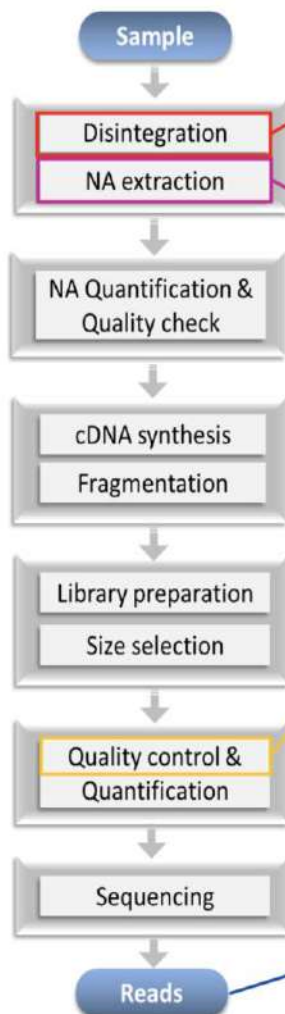 Sample
Disintegration
NA extraction
NA Quantification &
Quality check
cDNA synthesis
Fragmentation
Library preparation
Size selection
Quality control &
Quantification
Sequencing
Reads